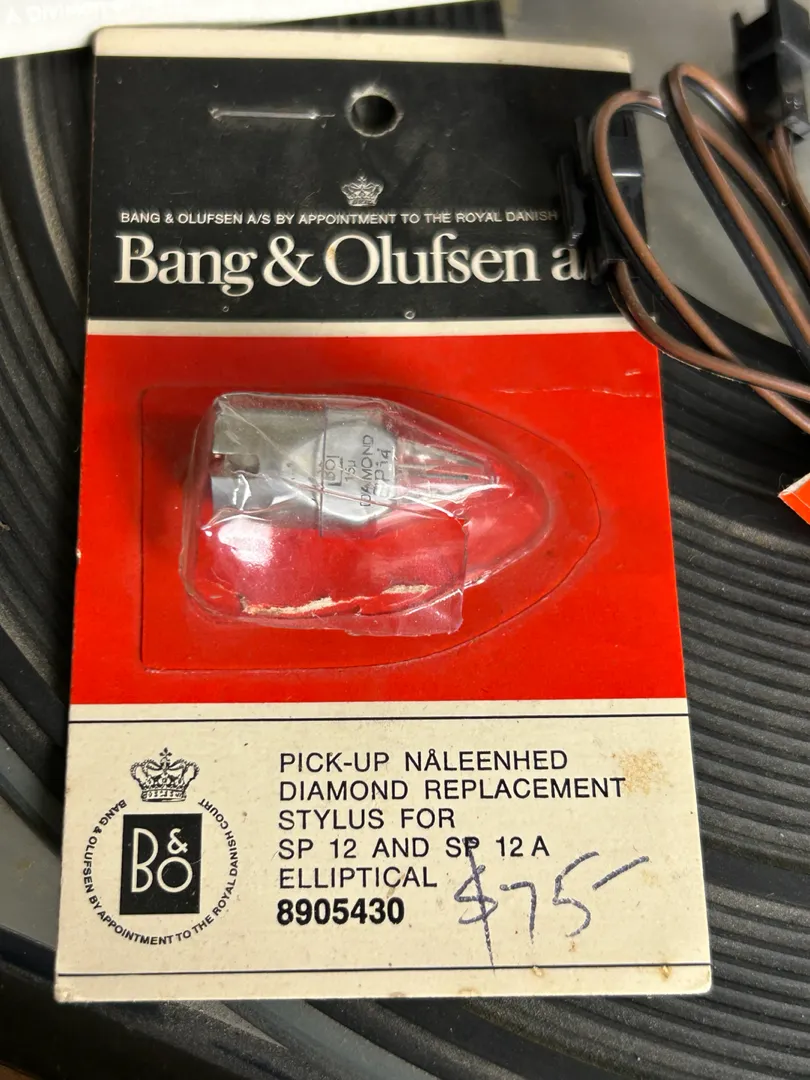 BANG & OLUFSEN A/S BY APPOINTMENT TO THE ROYAL DANISH
Bang & Olufsen
B&O
15µ
DIAMOND
PICK-UP NÅLEENHED
DIAMOND REPLACEMENT
STYLUS FOR
SP 12 AND SP 12 A
ELLIPTICAL
8905430
$75-
B&O
BANG & OLUFSEN BY APPOINTMENT TO THE ROYAL DANISH COURT